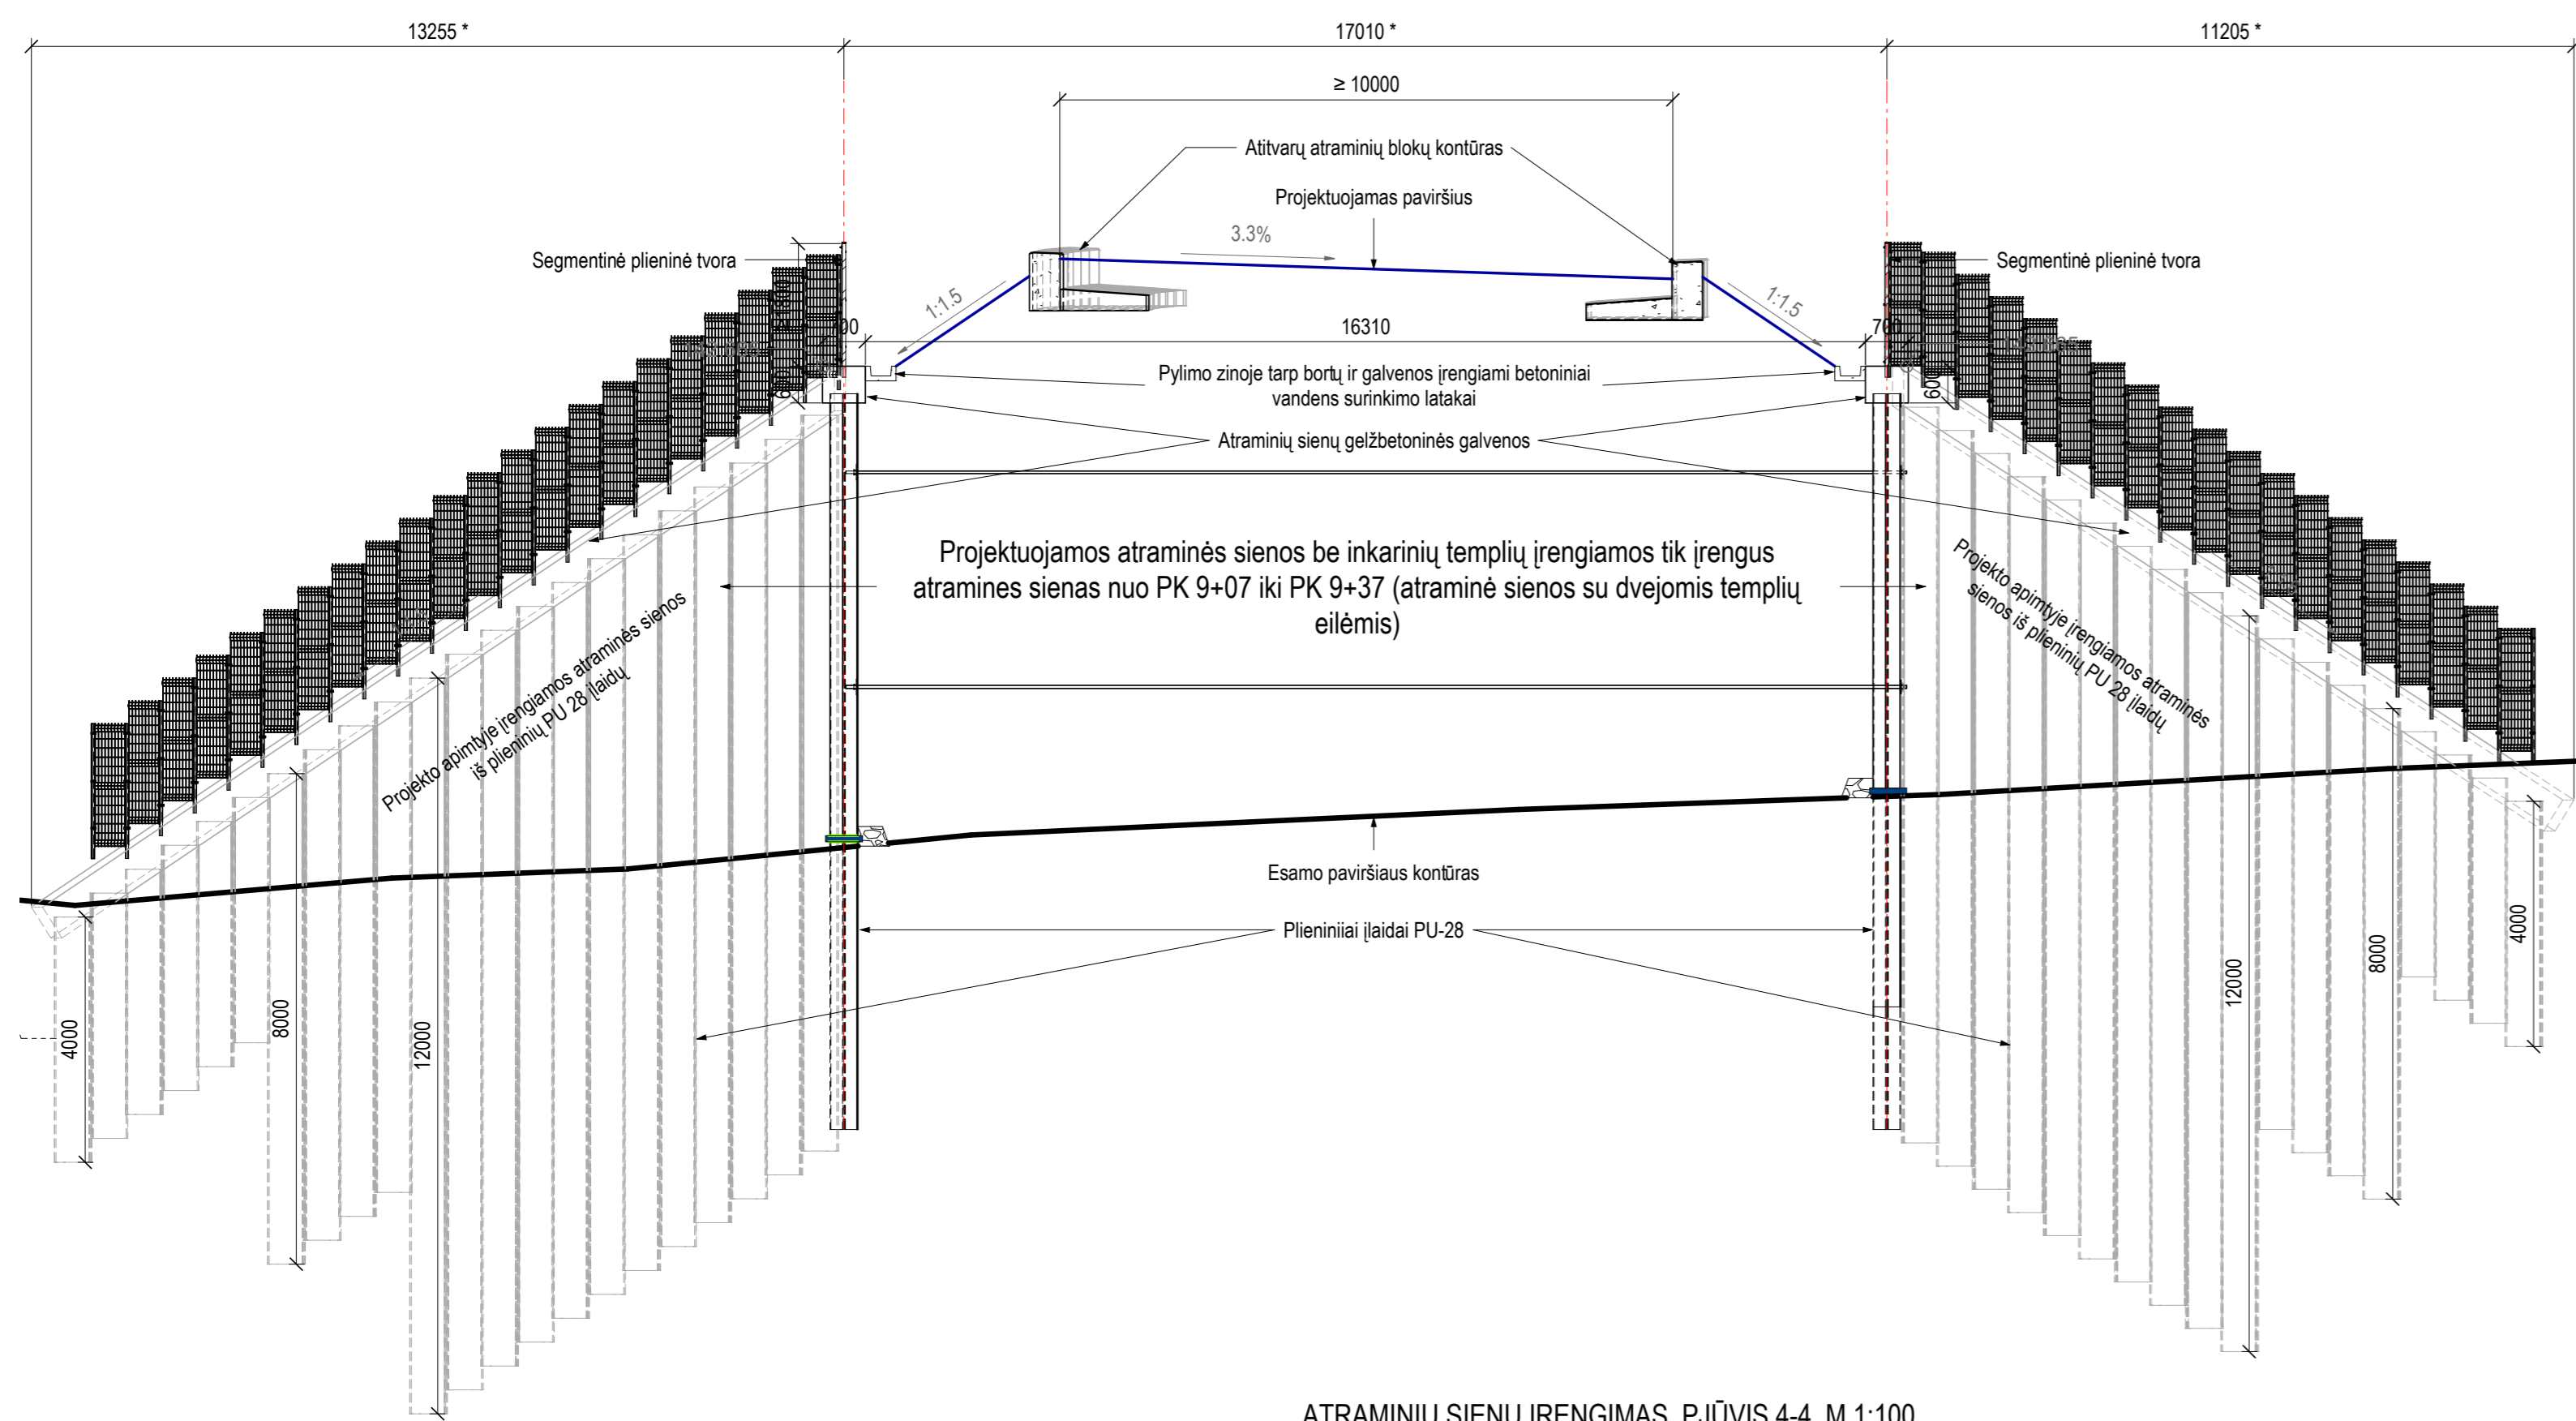 13255 *
17010 *
11205 *
≥ 10000
Atitvarų atraminių blokų kontūras
Projektuojamas paviršius
3.3%
Segmentinė plieninė tvora
Segmentinė plieninė tvora
1:1.5
1:1.5
16310
700
600
600
Pylimo zinoje tarp bortų ir galvenos įrengiami betoniniai
vandens surinkimo latakai
Atraminių sienų gelžbetoninės galvenos
Projektuojamos atraminės sienos be inkarinių templių įrengiamos tik įrengus
atramines sienas nuo PK 9+07 iki PK 9+37 (atraminė sienos su dvejomis templių
eilėmis)
Projekto apimtyje įrengiamos atraminės sienos
iš plieninių PU 28 įlaidų
Projekto apimtyje įrengiamos atraminės
sienos iš plieninių PU 28 įlaidų
Esamo paviršiaus kontūras
Plieniniiai įlaidai PU-28
4000
8000
12000
12000
8000
4000
ATRAMINIŲ SIENŲ ĮRENGIMAS. PJŪVIS 4-4, M 1:100